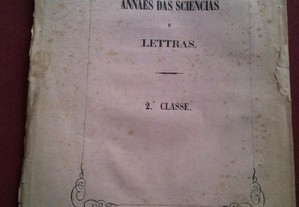 ANNAES DAS SCIENCIAS
E
LETTRAS.
2.ª CLASSE.